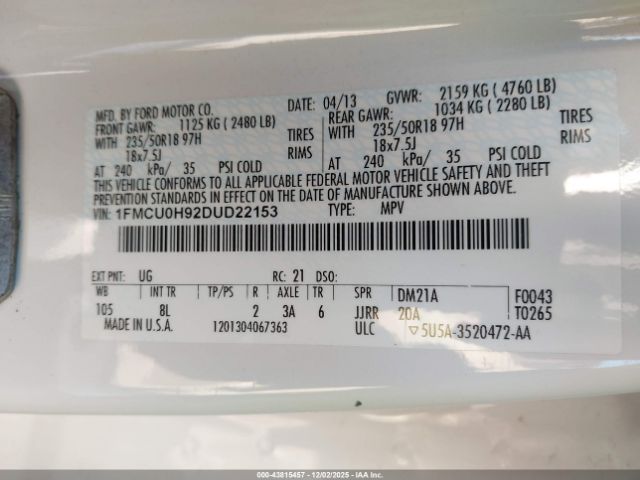 MFD. BY FORD MOTOR CO. DATE: 04/13 GVWR: 2159 KG ( 4760 LB)
FRONT GAWR: 1125 KG ( 2480 LB) REAR GAWR: 1034 KG ( 2280 LB)
WITH 235/50R18 97H TIRES WITH 235/50R18 97H TIRES
18x7.5J RIMS 18x7.5J RIMS
AT 240 kPa/ 35 PSI COLD AT 240 kPa/ 35 PSI COLD
THIS VEHICLE CONFORMS TO ALL APPLICABLE FEDERAL MOTOR VEHICLE SAFETY AND THEFT
PREVENTION STANDARDS IN EFFECT ON THE DATE OF MANUFACTURE SHOWN ABOVE.
VIN: 1FMCU0H92DUD22153 TYPE: MPV
EXT PNT: UG RC: 21 DSO:
WB INT TR TP/PS R AXLE TR SPR DM21A F0043
105 8L 2 3A 6 JJRR 20A T0265
MADE IN U.S.A. 1201304067363 ULC ▽5U5A-3520472-AA
000-43815457 - 12/02/2025 - IAAI.COM